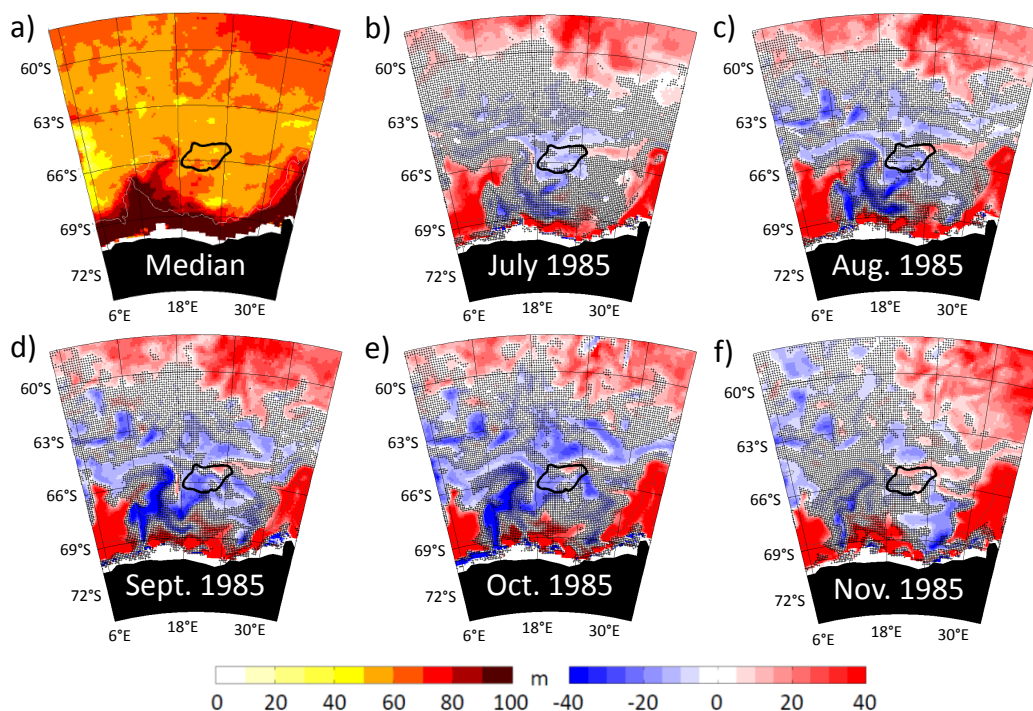 a)
60°S
63°S
66°S
69°S
72°S
Median
6°E
18°E
30°E
b)
60°S
63°S
66°S
69°S
72°S
July 1985
6°E
18°E
30°E
c)
60°S
63°S
66°S
69°S
72°S
Aug. 1985
6°E
18°E
30°E
d)
60°S
63°S
66°S
69°S
72°S
Sept. 1985
6°E
18°E
30°E
e)
60°S
63°S
66°S
69°S
72°S
Oct. 1985
6°E
18°E
30°E
f)
60°S
63°S
66°S
69°S
72°S
Nov. 1985
6°E
18°E
30°E
0 20 40 60 80 100 m -40 -20 0 20 40